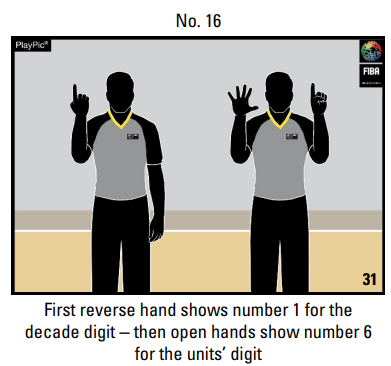 No. 16
PlayPic®
FIBA
31
First reverse hand shows number 1 for the
decade digit – then open hands show number 6
for the units’ digit